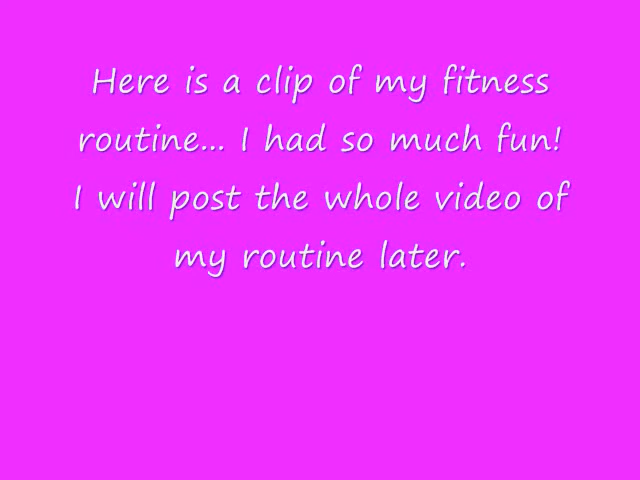 Here is a clip of my fitness
routine... I had so much fun!
I will post the whole video of
my routine later.